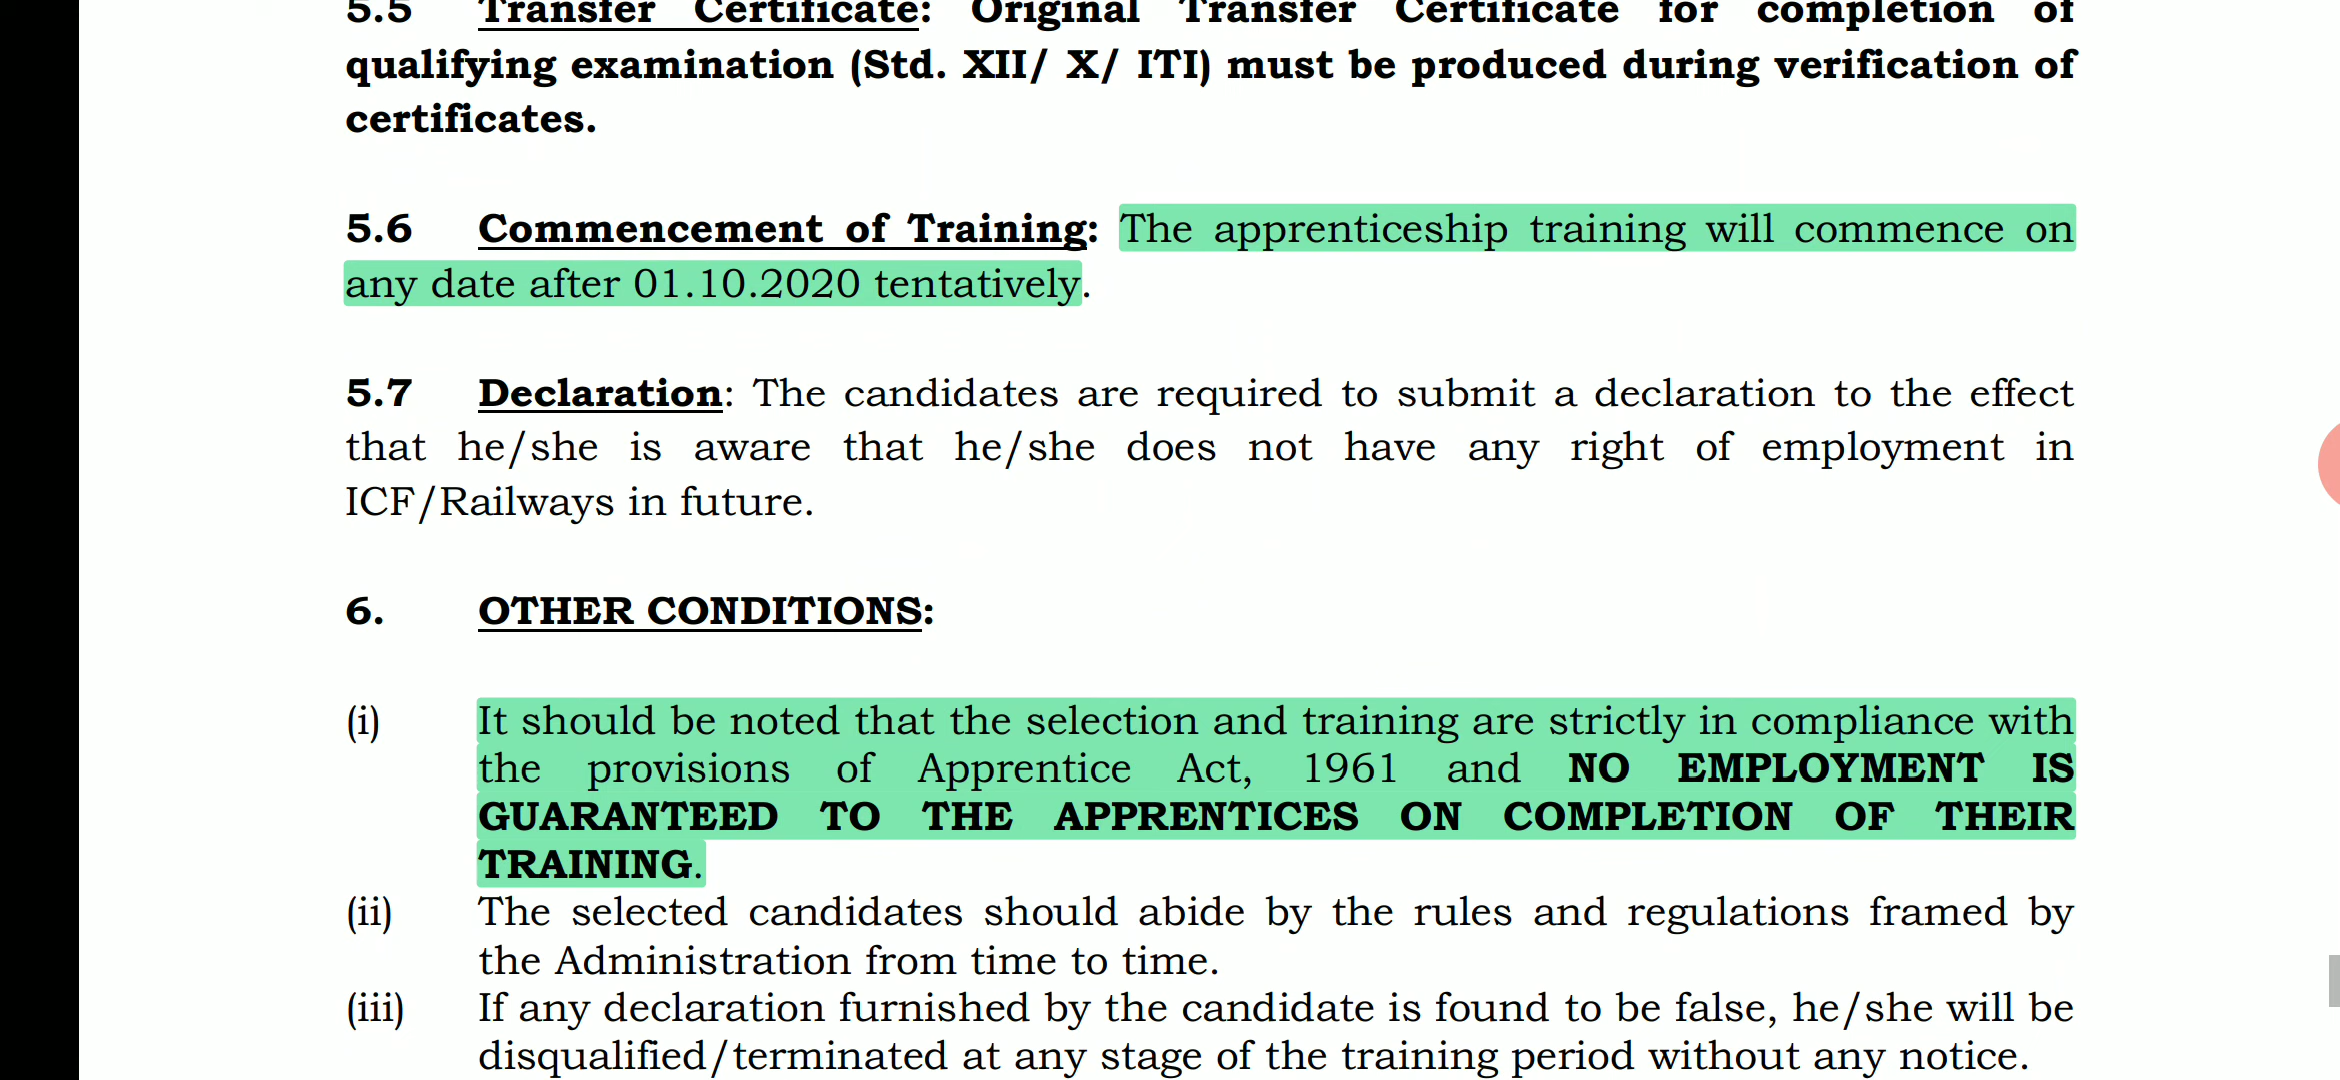 5.5 Transfer Certificate: Original Transfer Certificate for completion of
qualifying examination (Std. XII/ X/ ITI) must be produced during verification of
certificates.
5.6 Commencement of Training: The apprenticeship training will commence on
any date after 01.10.2020 tentatively.
5.7 Declaration: The candidates are required to submit a declaration to the effect
that he/she is aware that he/she does not have any right of employment in
ICF/Railways in future.
6. OTHER CONDITIONS:
(i) It should be noted that the selection and training are strictly in compliance with
the provisions of Apprentice Act, 1961 and NO EMPLOYMENT IS
GUARANTEED TO THE APPRENTICES ON COMPLETION OF THEIR
TRAINING.
(ii) The selected candidates should abide by the rules and regulations framed by
the Administration from time to time.
(iii) If any declaration furnished by the candidate is found to be false, he/she will be
disqualified/terminated at any stage of the training period without any notice.